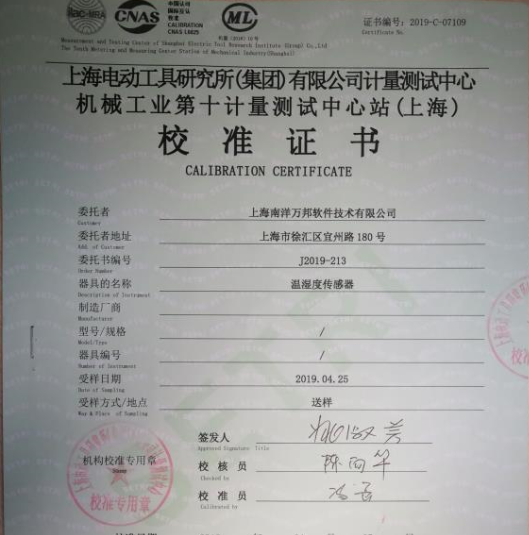 ilac-MRA
CNAS
中国认可
国际互认
校准
CALIBRATION
CNAS L0025
ML
证书编号: 2019-C-07109
Certificate No.
Measurement and Testing Center of Shanghai Electric Tool Research Institute (Group) Co., Ltd
The Tenth Metering and Measuring Center Station of Mechanical Industry(Shanghai)
上海电动工具研究所(集团)有限公司计量测试中心
机械工业第十计量测试中心站(上海)
校准证书
CALIBRATION CERTIFICATE
委托者 上海南洋万邦软件技术有限公司
Customer
委托者地址 上海市徐汇区宜州路 180 号
Add. of Customer
委托书编号 J2019-213
Order Number
器具的名称 温湿度传感器
Description of Instrument
制造厂商
Manufacturer
型号/规格 /
Model/Type
器具编号 /
Number of Instrument
受样日期 2019.04.25
Date of Sampling
受样方式/地点 送样
Way & Place of Sampling
签发人
Approved Signature Title
机构校准专用章
Stamp
校核员
Checked by
校准专用章
校准员
Calibrated by